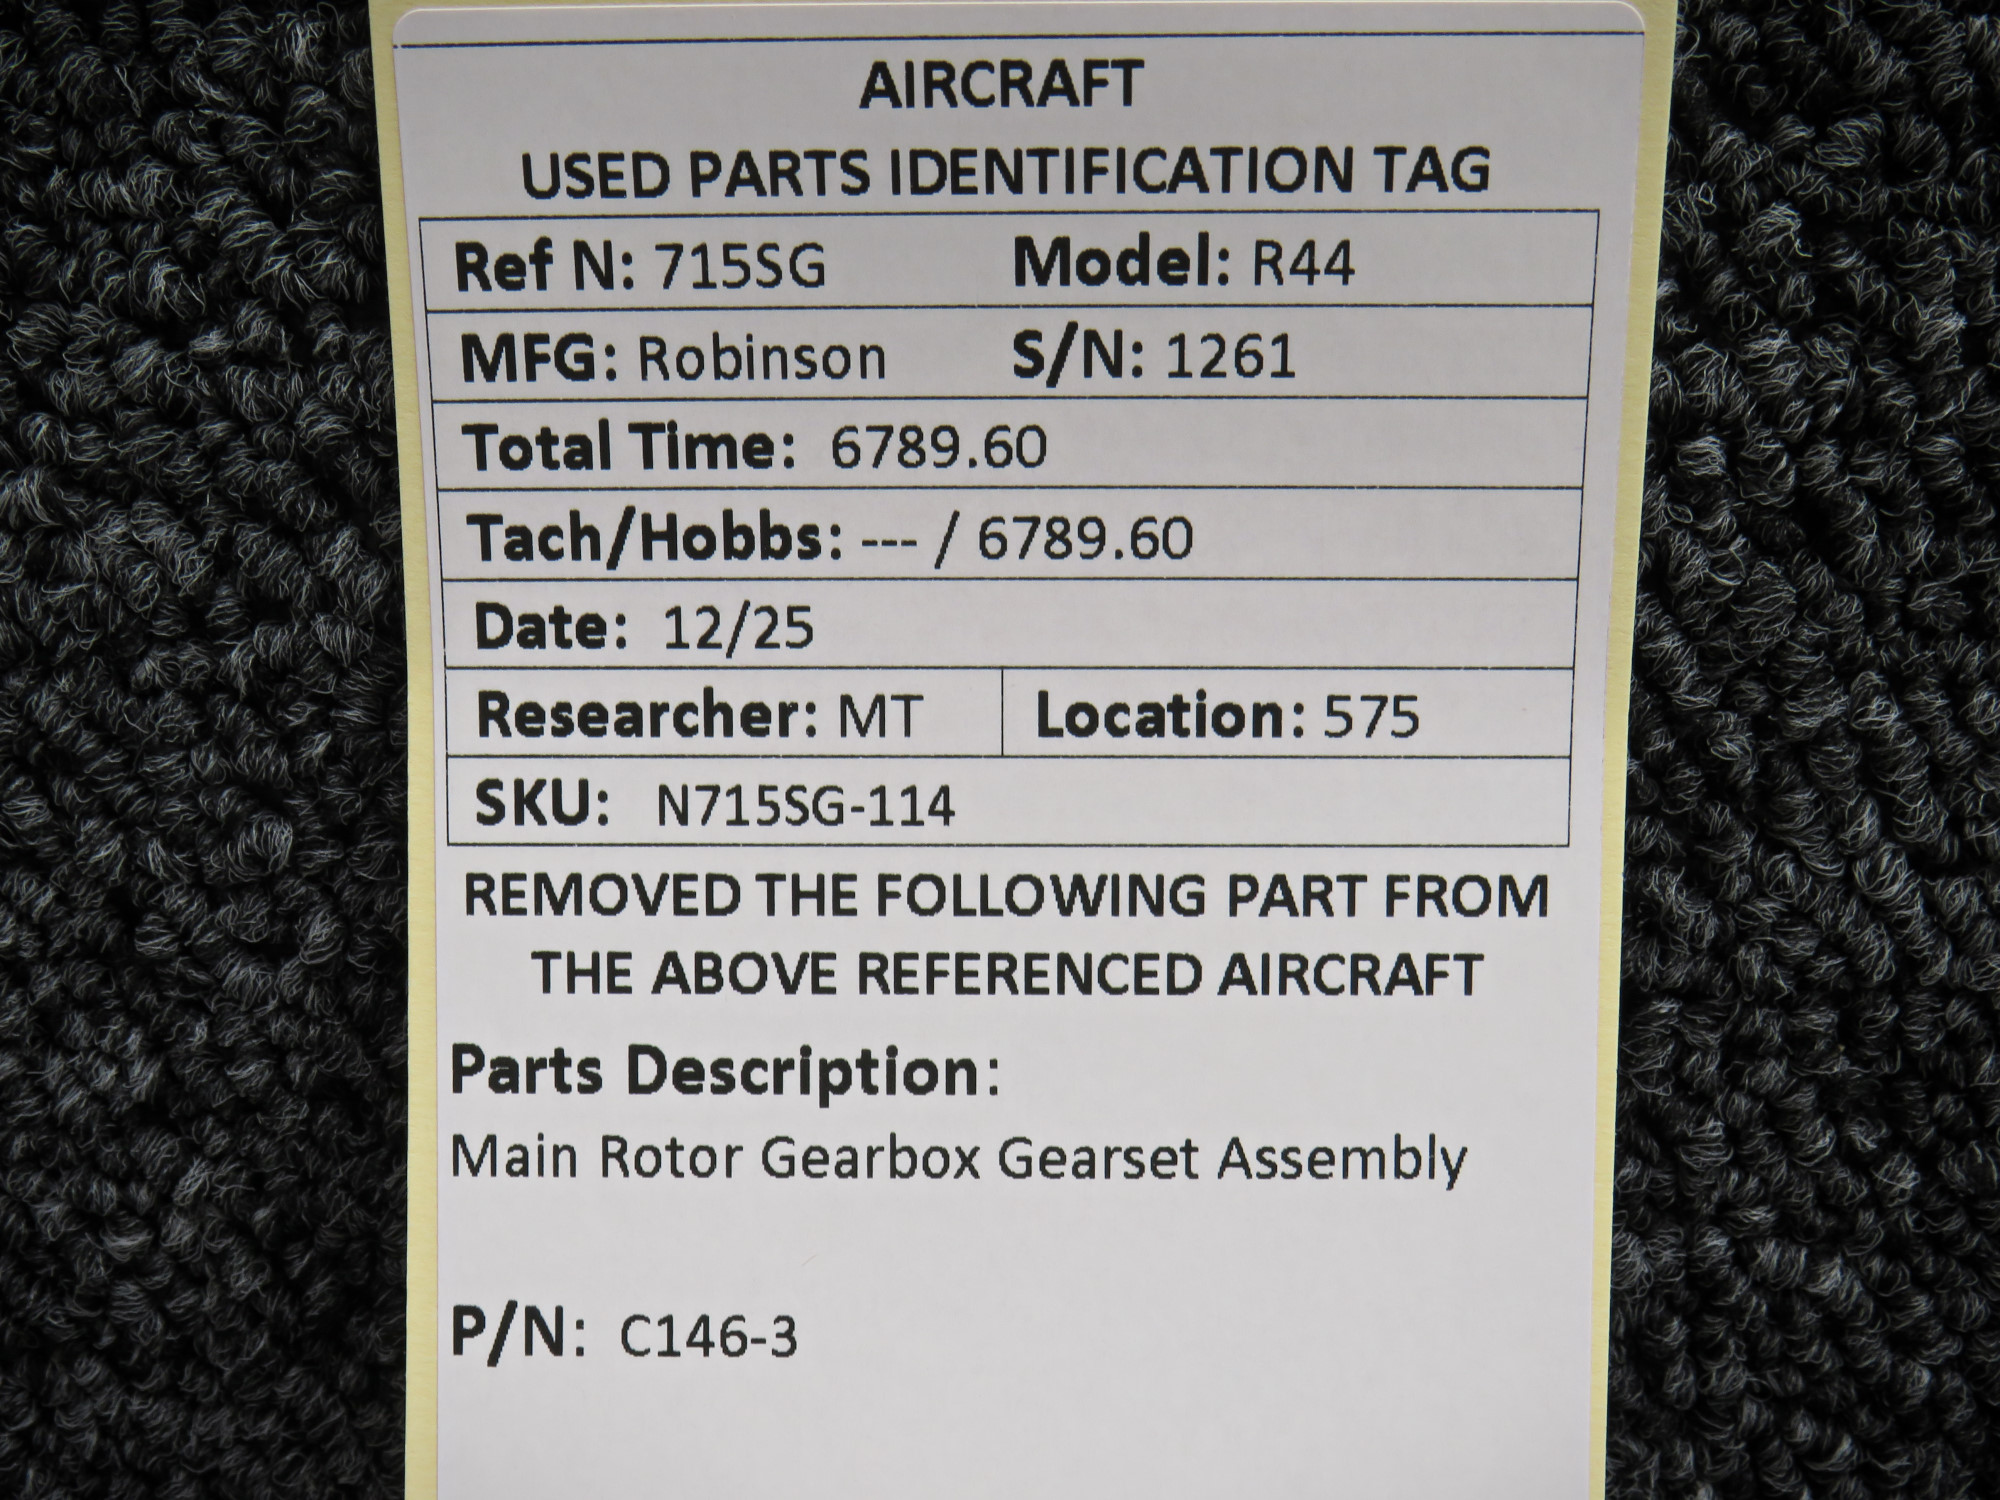 AIRCRAFT
USED PARTS IDENTIFICATION TAG
Ref N: 715SG Model: R44
MFG: Robinson S/N: 1261
Total Time: 6789.60
Tach/Hobbs: --- / 6789.60
Date: 12/25
Researcher: MT Location: 575
SKU: N715SG-114
REMOVED THE FOLLOWING PART FROM
THE ABOVE REFERENCED AIRCRAFT
Parts Description:
Main Rotor Gearbox Gearset Assembly
P/N: C146-3